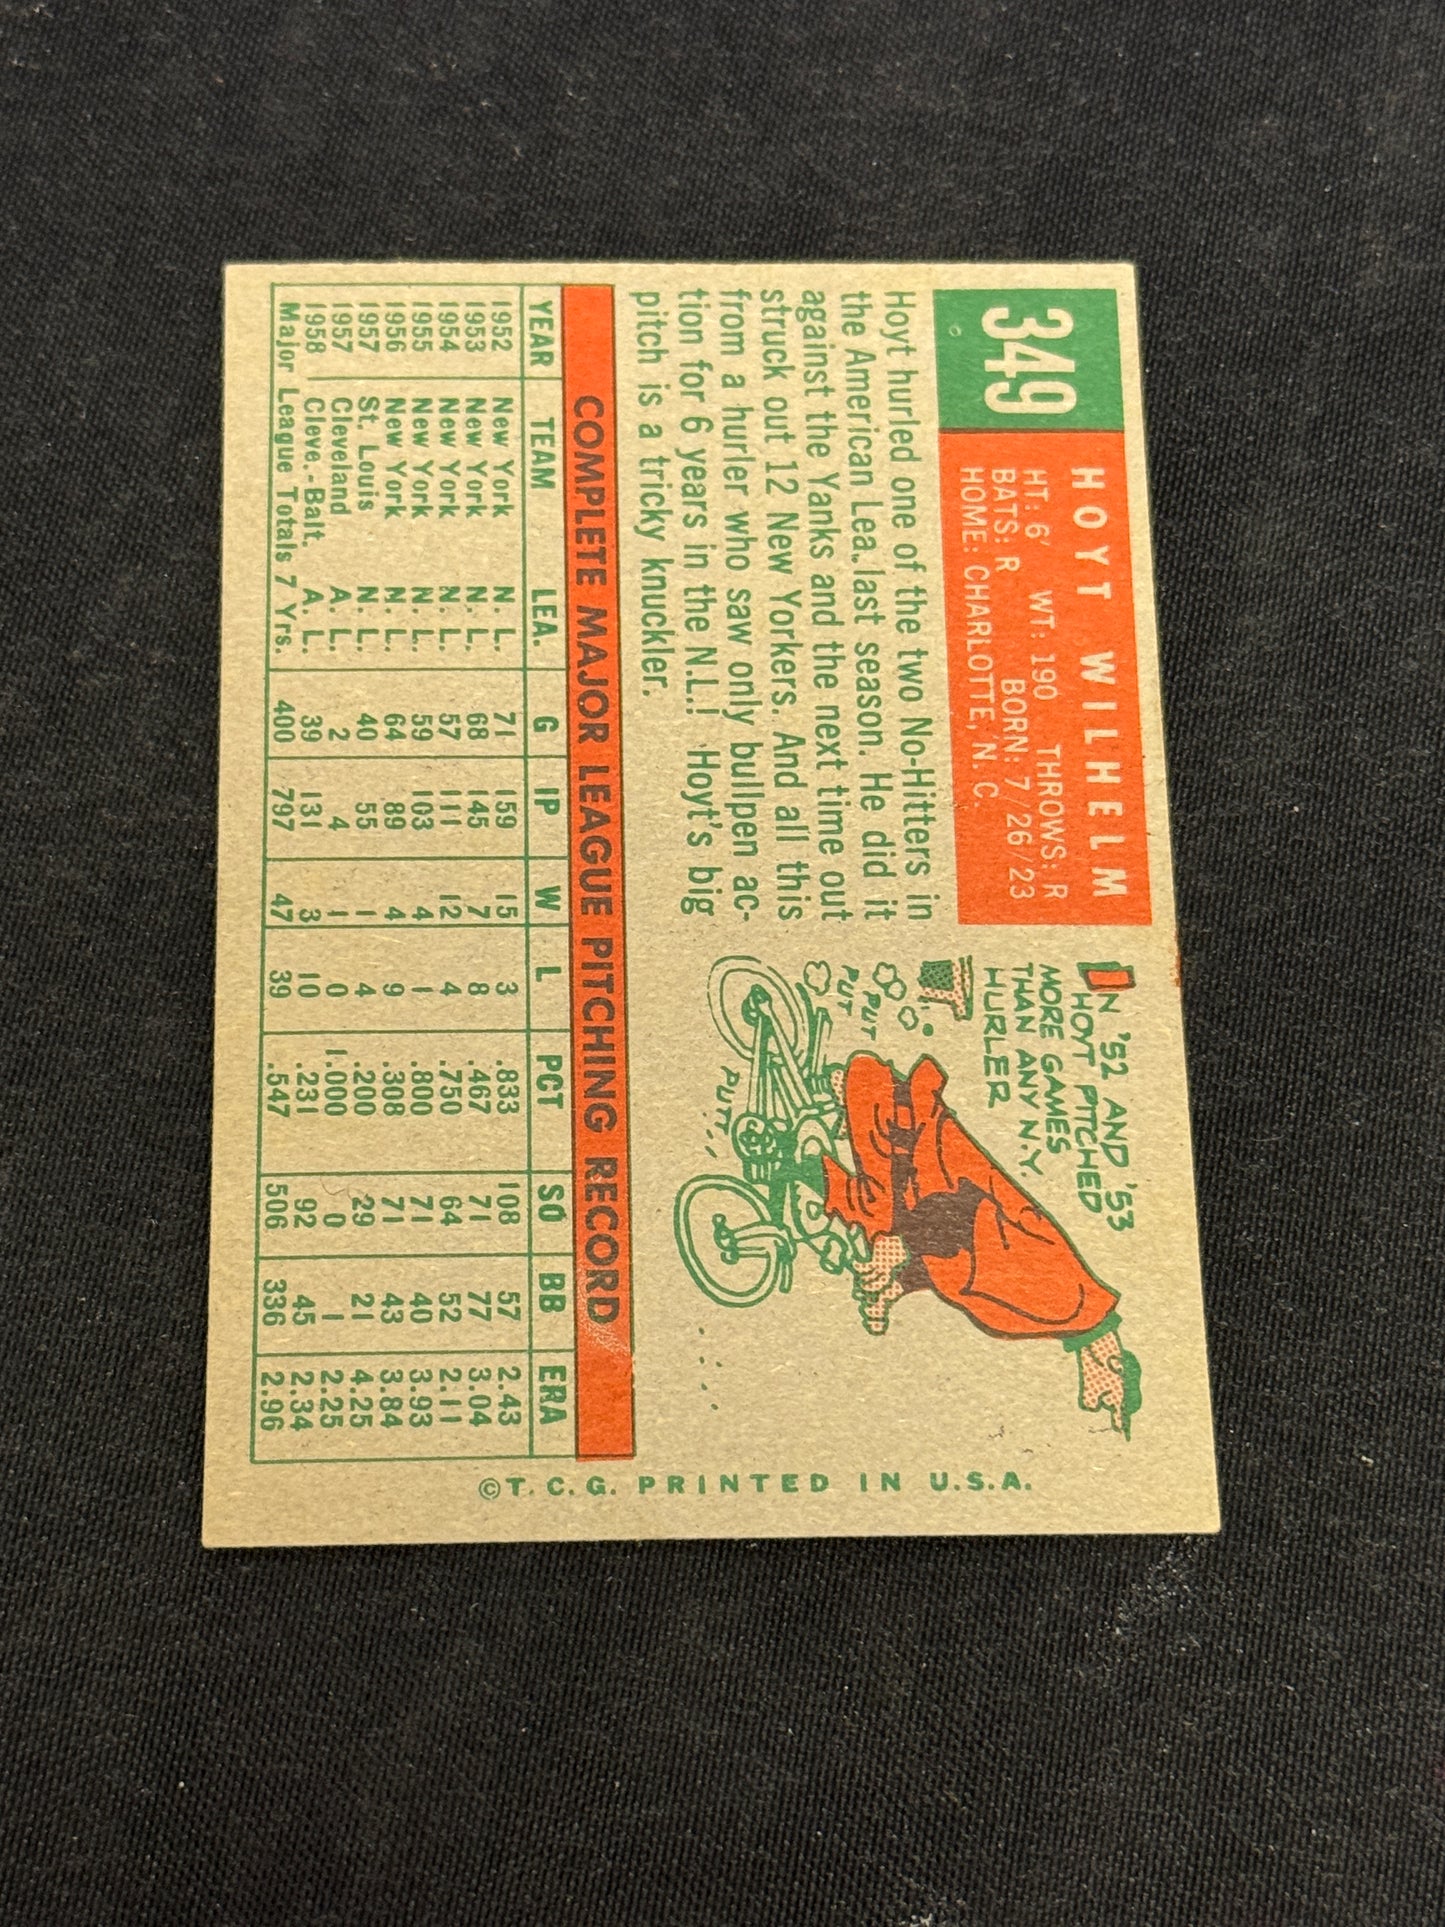 349
HOYT WILHELM
HT: 6' WT: 190 THROWS: R
BATS: R BORN: 7/26/23
HOME: CHARLOTTE, N. C.
Hoyt hurled one of the two No-Hitters in
the American Lea. last season. He did it
against the Yanks and the next time out
struck out 12 New Yorkers. And all this
from a hurler who saw only bullpen ac-
tion for 6 years in the N.L.! Hoyt's big
pitch is a tricky knuckler.
IN '52 AND '53
HOYT PITCHED
MORE GAMES
THAN ANY N.Y.
HURLER
PUT
PUT
PUTT...
COMPLETE MAJOR LEAGUE PITCHING RECORD
YEAR TEAM LEA. G IP W L PCT SO BB ERA
1952 New York N. L. 71 159 15 3 .833 108 57 2.43
1953 New York N. L. 68 145 7 8 .467 71 77 3.04
1954 New York N. L. 57 111 12 4 .750 64 52 2.11
1955 New York N. L. 59 103 4 1 .800 71 40 3.93
1956 New York N. L. 64 89 4 9 .308 71 43 3.84
1957 St. Louis N. L. 40 55 1 4 .200 29 21 4.25
1957 Cleveland A. L. 2 4 1 0 1.000 0 1 2.25
1958 Cleve.-Balt. A. L. 39 131 3 10 .231 92 45 2.34
Major League Totals 7 Yrs. 400 797 47 39 .547 506 336 2.96
©T. C. G. PRINTED IN U.S.A.